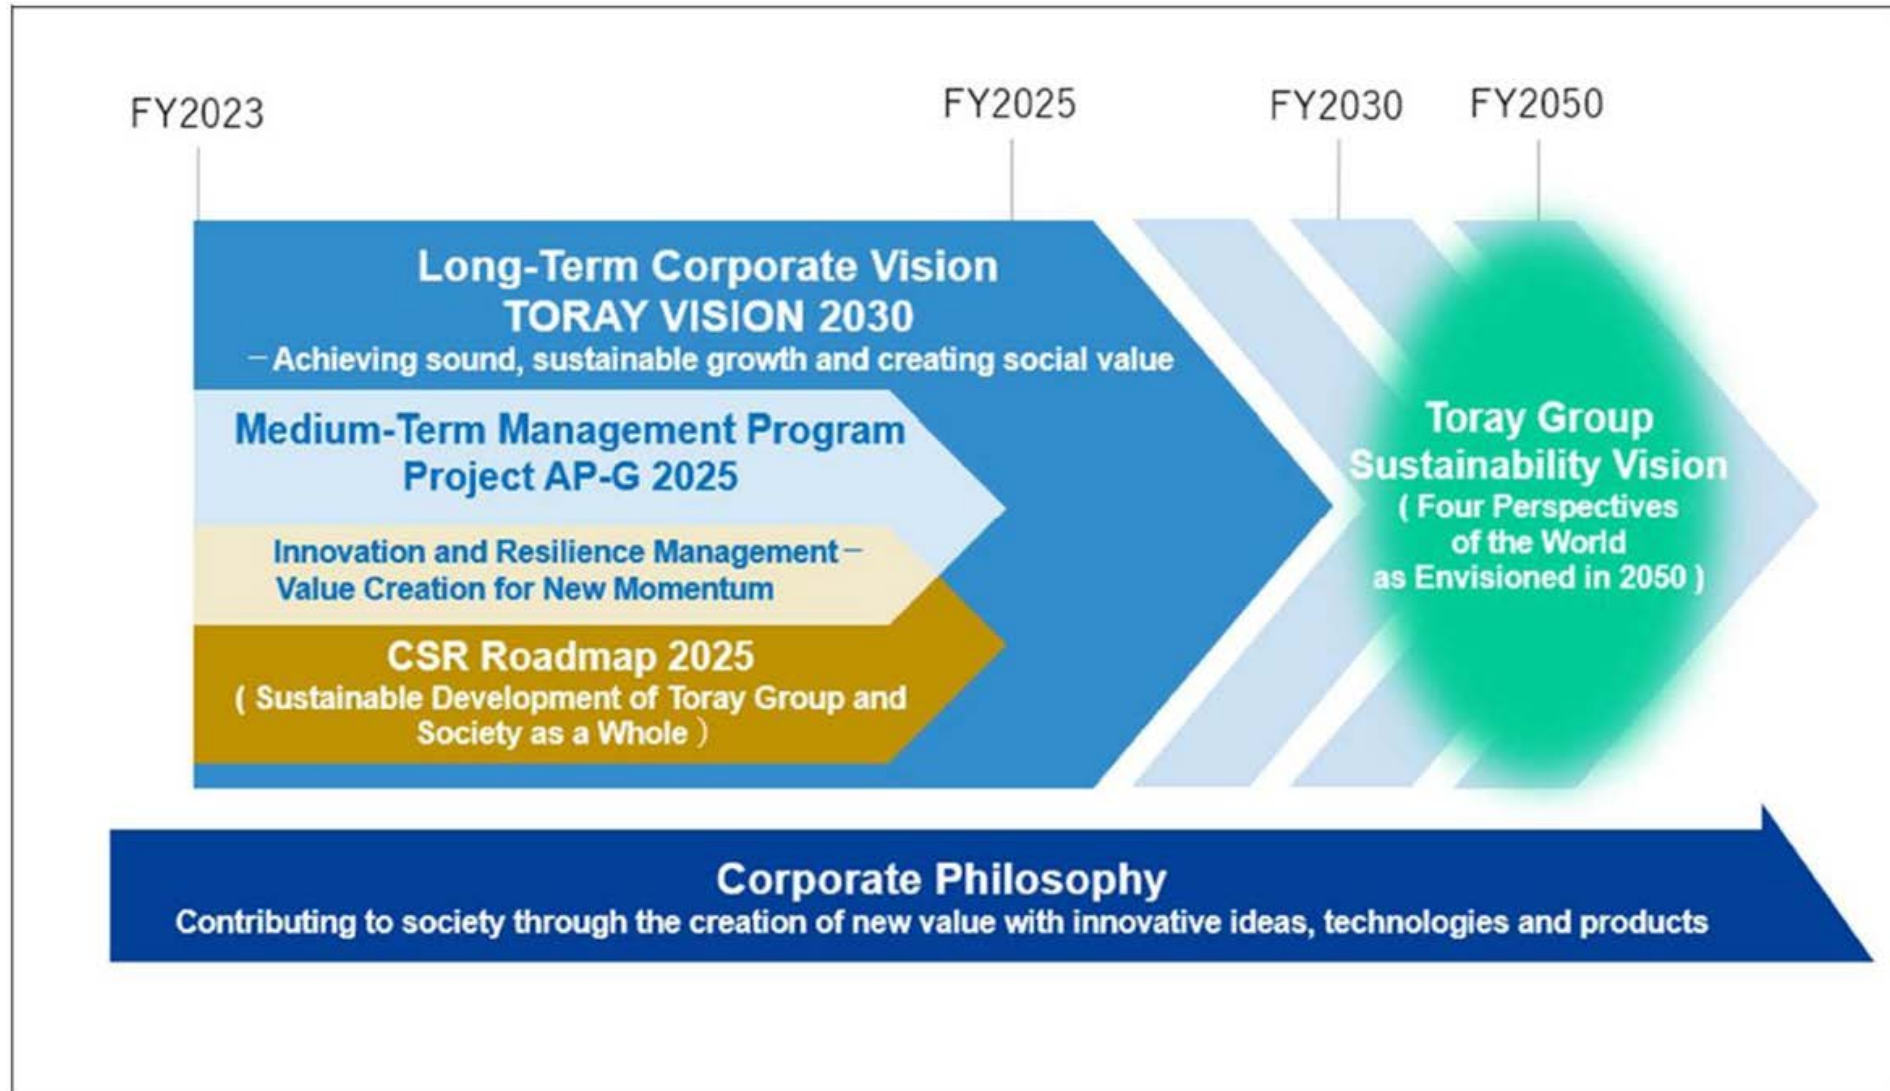 FY2023
FY2025
FY2030
FY2050
Long-Term Corporate Vision
TORAY VISION 2030
—Achieving sound, sustainable growth and creating social value
Medium-Term Management Program
Project AP-G 2025
Innovation and Resilience Management—
Value Creation for New Momentum
CSR Roadmap 2025
( Sustainable Development of Toray Group and
Society as a Whole )
Toray Group
Sustainability Vision
( Four Perspectives
of the World
as Envisioned in 2050 )
Corporate Philosophy
Contributing to society through the creation of new value with innovative ideas, technologies and products